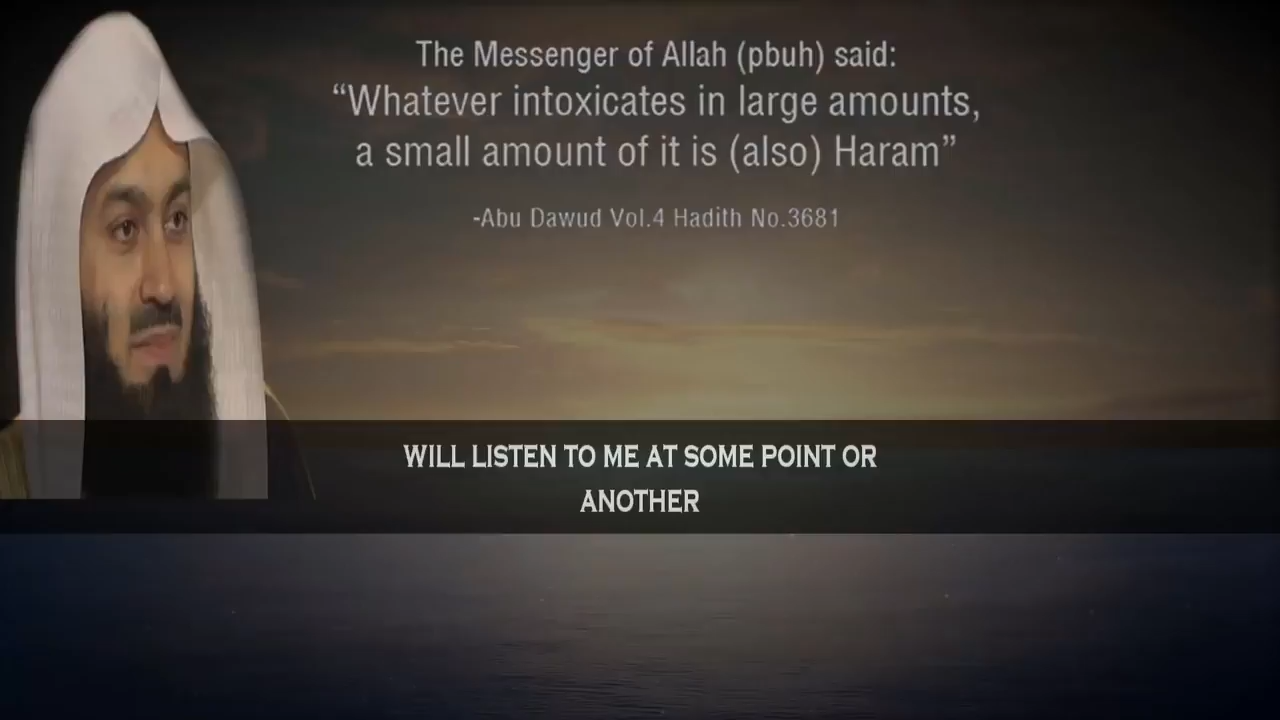 The Messenger of Allah (pbuh) said:
“Whatever intoxicates in large amounts,
a small amount of it is (also) Haram”
-Abu Dawud Vol.4 Hadith No.3681
WILL LISTEN TO ME AT SOME POINT OR
ANOTHER